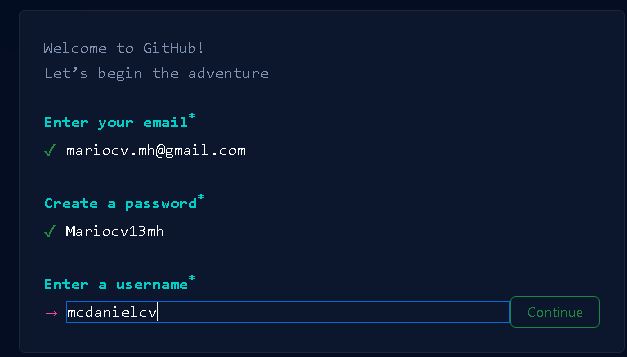 Welcome to GitHub!
Let’s begin the adventure
Enter your email*
✓ mariocv.mh@gmail.com
Create a password*
✓ Mariocv13mh
Enter a username*
→ mcdanielcv Continue